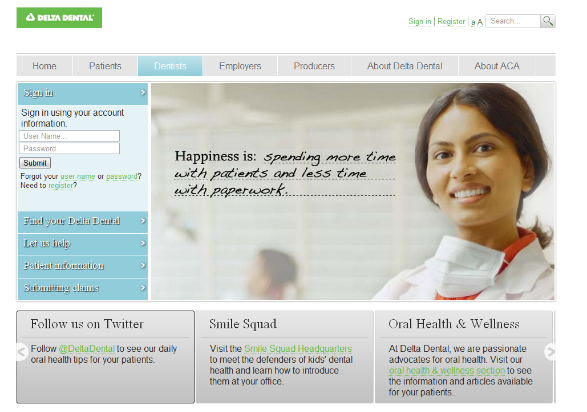 DELTA DENTAL
Sign in | Register | a A Search...
Home Patients Dentists Employers Producers About Delta Dental About ACA
Sign in >
Sign in using your account
information.
User Name...
Password
Submit
Forgot your user name or password?
Need to register?
Find your Delta Dental >
Let us help >
Patient information >
Submitting claims >
Happiness is: spending more time
with patients and less time
with paperwork.
Follow us on Twitter
Follow @DeltaDental to see our daily
oral health tips for your patients.
Smile Squad
Visit the Smile Squad Headquarters
to meet the defenders of kids' dental
health and learn how to introduce
them at your office.
Oral Health & Wellness
At Delta Dental, we are passionate
advocates for oral health. Visit our
oral health & wellness section to see
the information and articles available
for your patients.